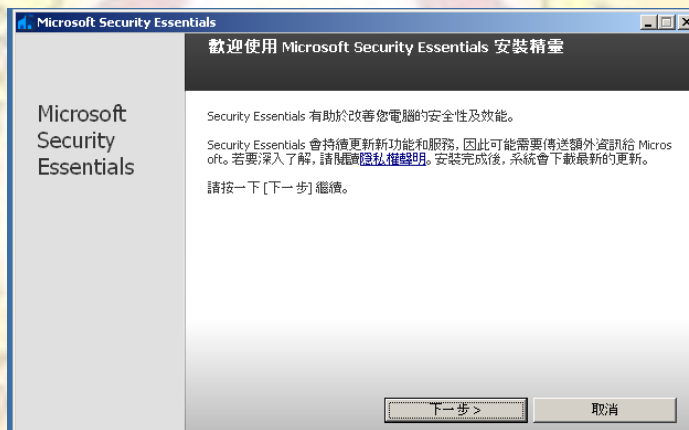 Microsoft Security Essentials
歡迎使用 Microsoft Security Essentials 安裝精靈
Microsoft
Security
Essentials
Security Essentials 有助於改善您電腦的安全性及效能。
Security Essentials 會持續更新新功能和服務, 因此可能需要傳送額外資訊給 Micros
oft。若要深入了解, 請閱讀隱私權聲明。安裝完成後, 系統會下載最新的更新。
請按一下 [下一步] 繼續。
下一步 >
取消